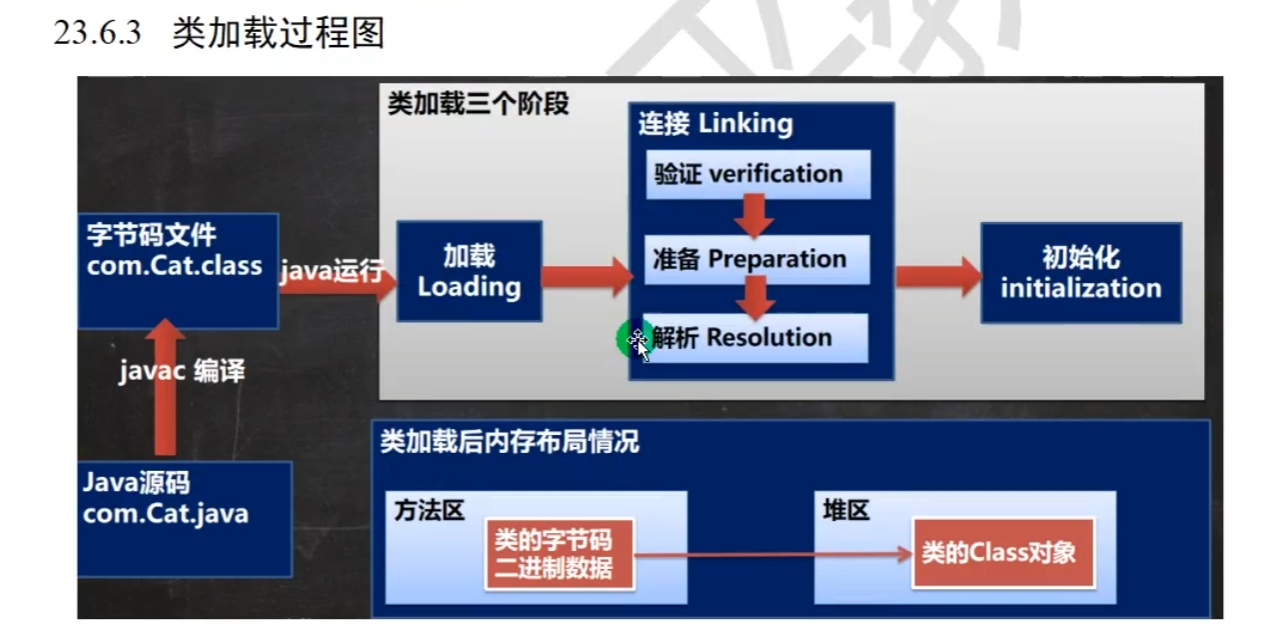 23.6.3 类加载过程图
类加载三个阶段
连接 Linking
验证 verification
字节码文件
com.Cat.class
java运行
加载
Loading
准备 Preparation
初始化
initialization
解析 Resolution
javac 编译
类加载后内存布局情况
Java源码
com.Cat.java
方法区
类的字节码
二进制数据
堆区
类的Class对象